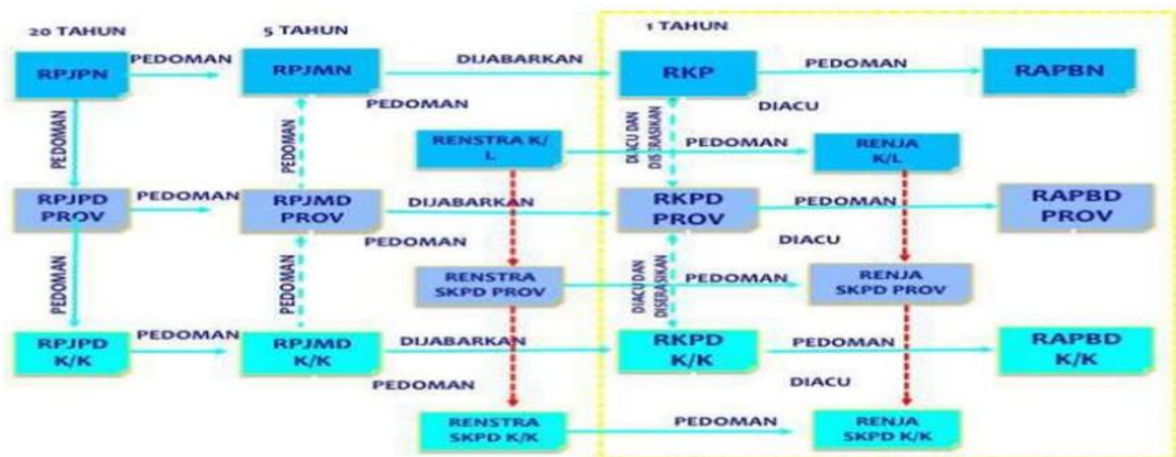 20 TAHUN
5 TAHUN
1 TAHUN
RPJPN
PEDOMAN
RPJMN
DIJABARKAN
RKP
PEDOMAN
RAPBN
PEDOMAN
DIACU
PEDOMAN
PEDOMAN
DIACU DAN
DISERASIKAN
RENSTRA K/
L
PEDOMAN
RENJA
K/L
RPJPD
PROV
PEDOMAN
RPJMD
PROV
DIJABARKAN
RKPD
PROV
PEDOMAN
RAPBD
PROV
PEDOMAN
DIACU
PEDOMAN
PEDOMAN
DIACU DAN
DISERASIKAN
RENSTRA
SKPD PROV
PEDOMAN
RENJA
SKPD PROV
RPJPD
K/K
PEDOMAN
RPJMD
K/K
DIJABARKAN
RKPD
K/K
PEDOMAN
RAPBD
K/K
PEDOMAN
DIACU
RENSTRA
SKPD K/K
PEDOMAN
RENJA
SKPD K/K